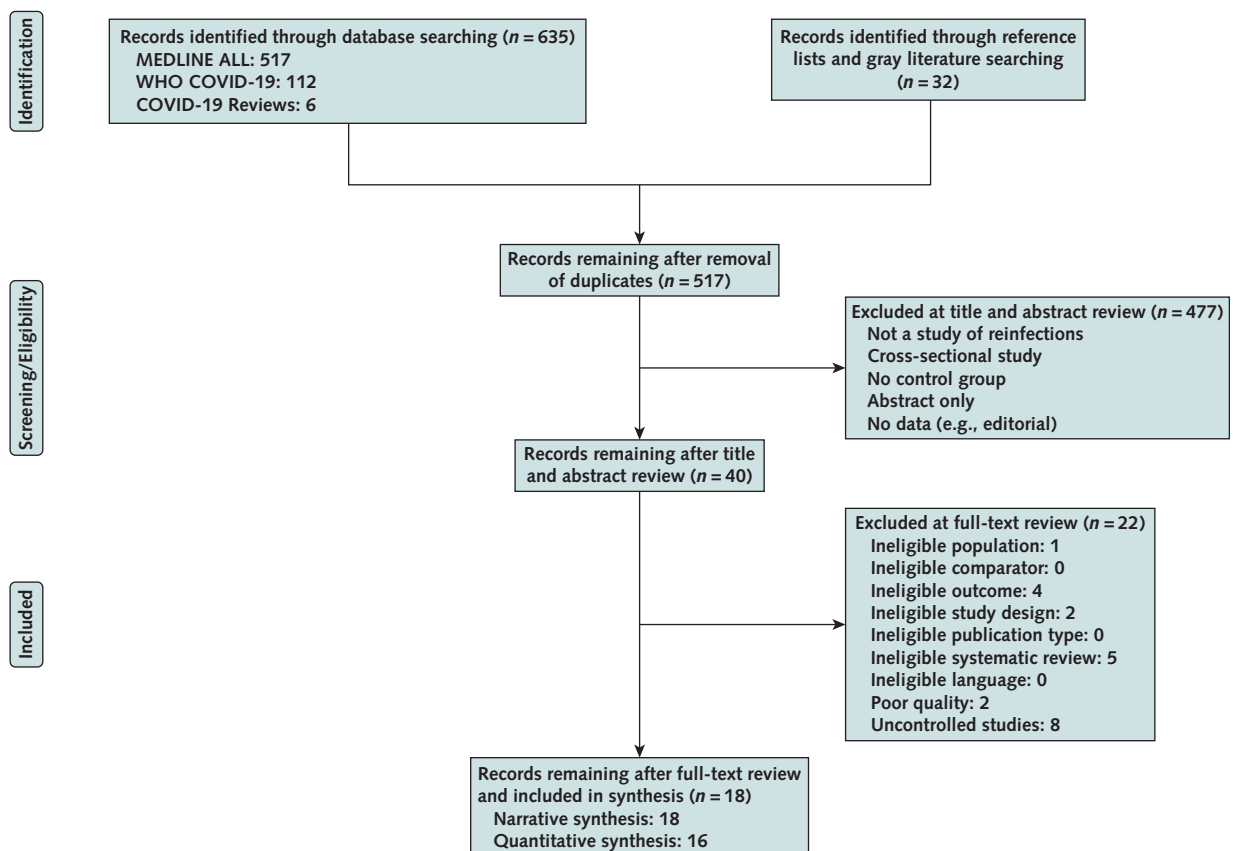 Identification
Records identified through database searching (n = 635)
MEDLINE ALL: 517
WHO COVID-19: 112
COVID-19 Reviews: 6
Records identified through reference
lists and gray literature searching
(n = 32)
Screening/Eligibility
Records remaining after removal
of duplicates (n = 517)
Excluded at title and abstract review (n = 477)
Not a study of reinfections
Cross-sectional study
No control group
Abstract only
No data (e.g., editorial)
Records remaining after title
and abstract review (n = 40)
Included
Excluded at full-text review (n = 22)
Ineligible population: 1
Ineligible comparator: 0
Ineligible outcome: 4
Ineligible study design: 2
Ineligible publication type: 0
Ineligible systematic review: 5
Ineligible language: 0
Poor quality: 2
Uncontrolled studies: 8
Records remaining after full-text review
and included in synthesis (n = 18)
Narrative synthesis: 18
Quantitative synthesis: 16